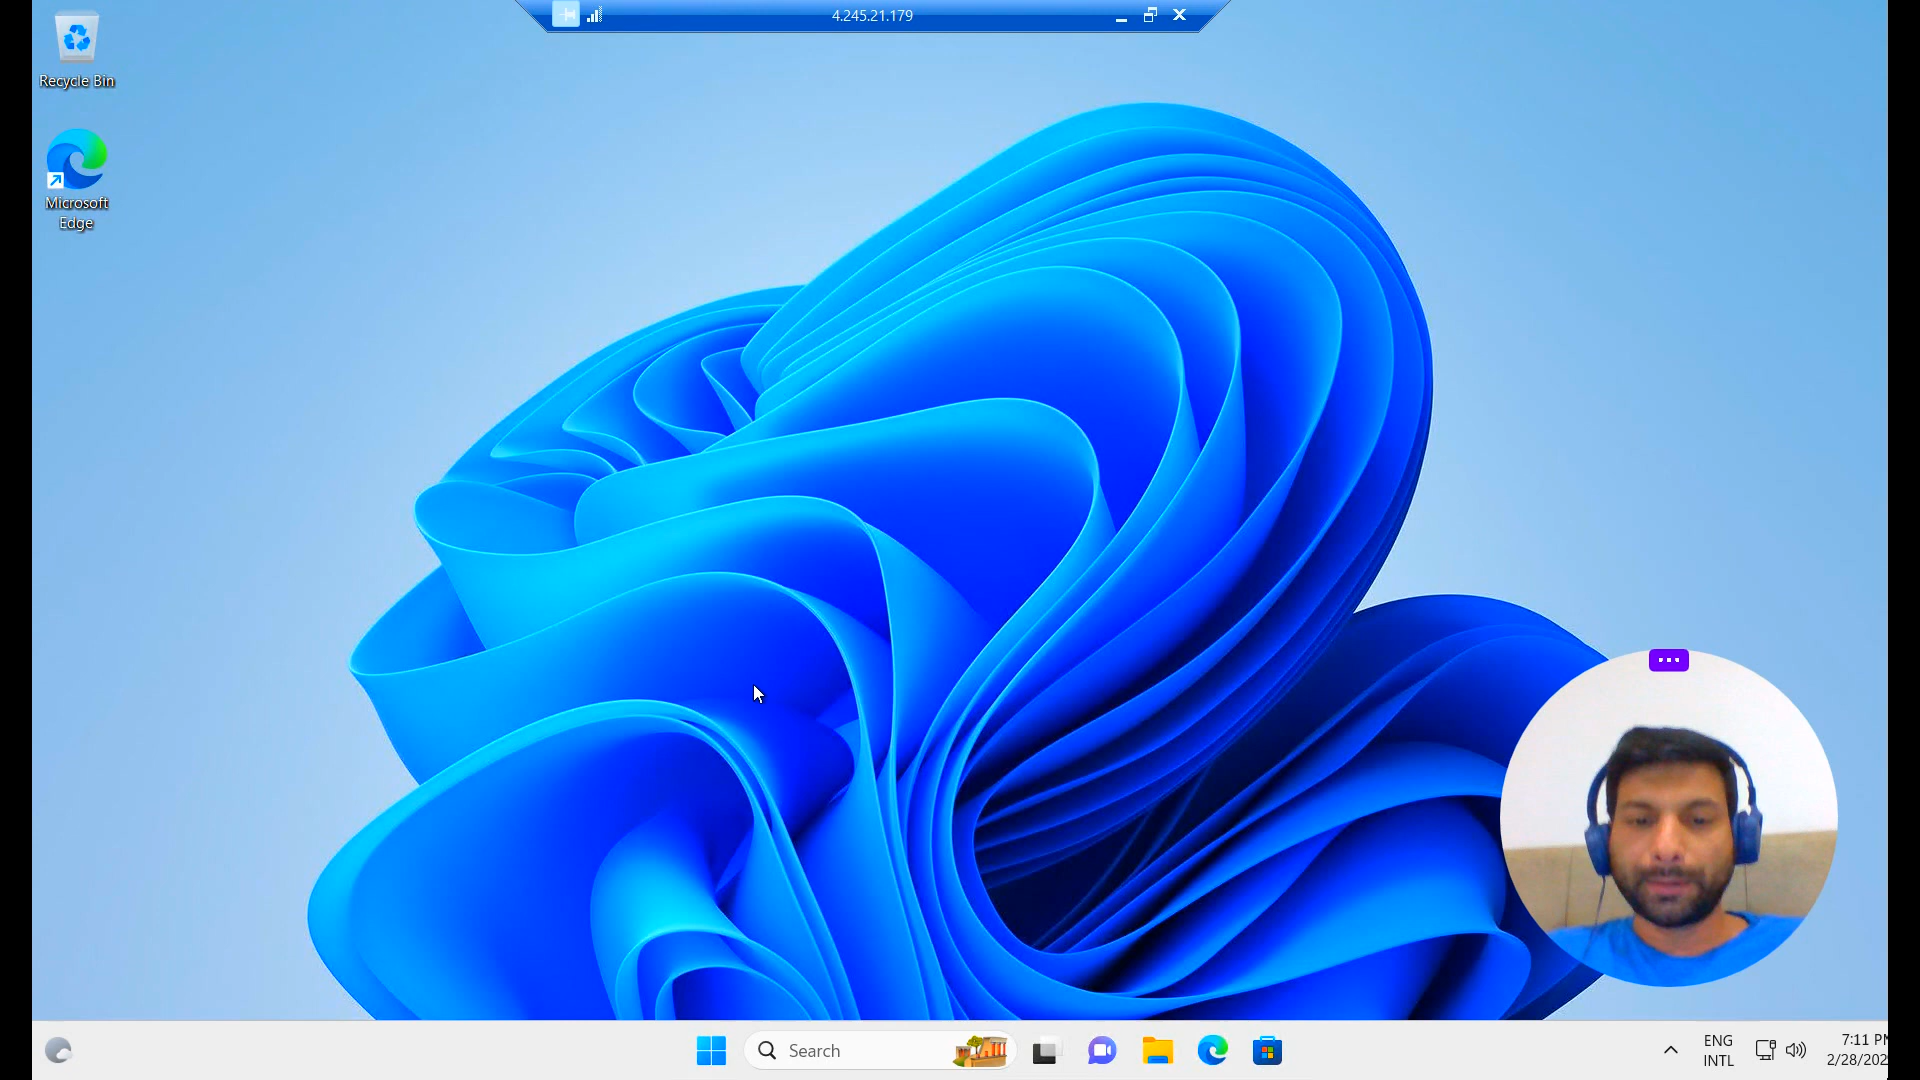 4.245.21.179
Recycle Bin
Microsoft
Edge
Search
ENG
INTL
7:11 PM
2/28/202